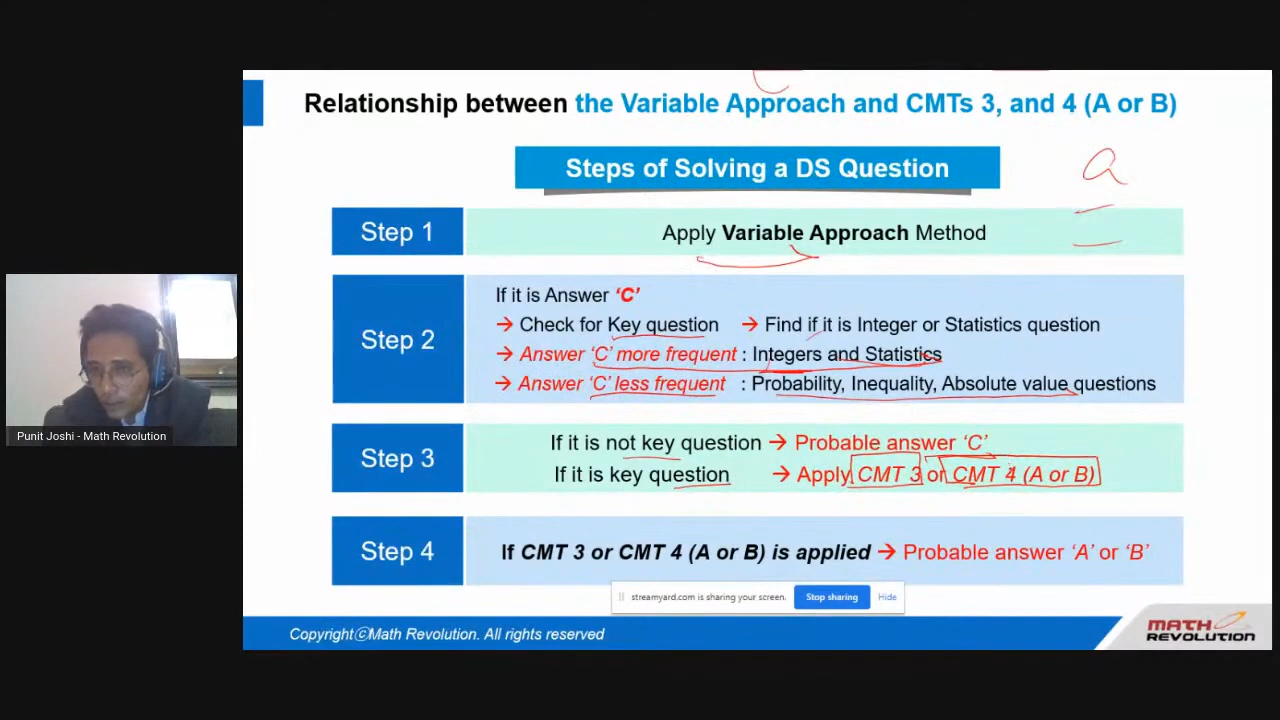 Relationship between the Variable Approach and CMTs 3, and 4 (A or B)
Steps of Solving a DS Question
a
Step 1
Apply Variable Approach Method
Step 2
If it is Answer 'C'
→ Check for Key question → Find if it is Integer or Statistics question
→ Answer 'C' more frequent : Integers and Statistics
→ Answer 'C' less frequent : Probability, Inequality, Absolute value questions
Step 3
If it is not key question → Probable answer 'C'
If it is key question → Apply CMT 3 or CMT 4 (A or B)
Step 4
If CMT 3 or CMT 4 (A or B) is applied → Probable answer 'A' or 'B'
Punit Joshi - Math Revolution
streamyard.com is sharing your screen. Stop sharing Hide
CopyrightⓒMath Revolution. All rights reserved
MATH
REVOLUTION